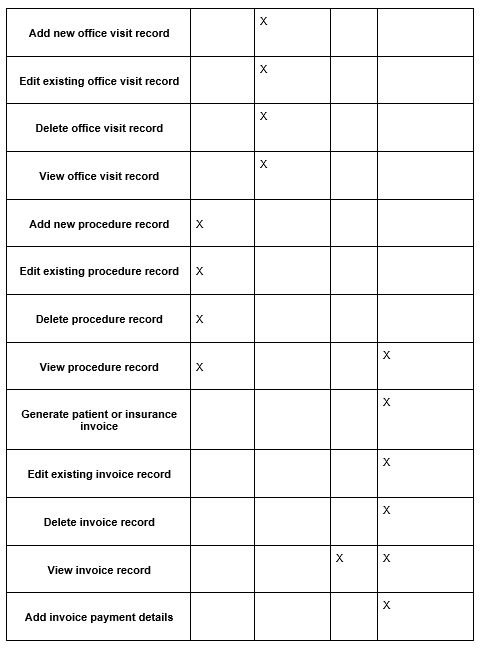 Add new office visit record X
Edit existing office visit record X
Delete office visit record X
View office visit record X
Add new procedure record X
Edit existing procedure record X
Delete procedure record X
View procedure record X X
Generate patient or insurance X
invoice
Edit existing invoice record X
Delete invoice record X
View invoice record X X
Add invoice payment details X